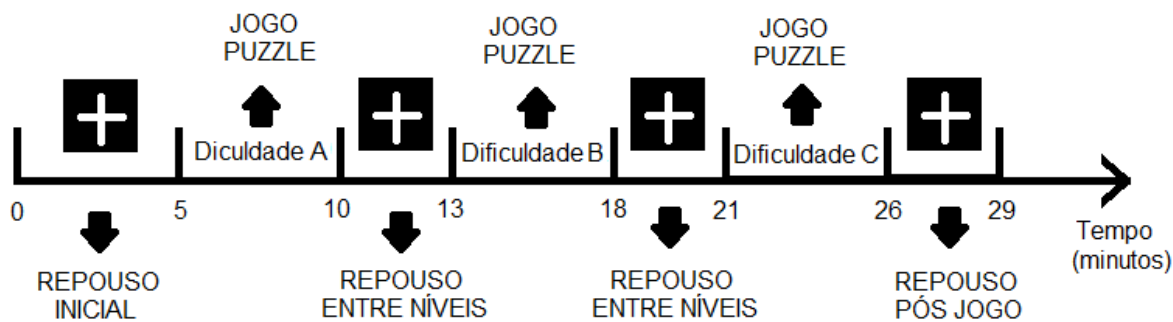 JOGO
PUZZLE
JOGO
PUZZLE
JOGO
PUZZLE
Diculdade A
Dificuldade B
Dificuldade C
0 5 10 13 18 21 26 29
Tempo
(minutos)
REPOUSO
INICIAL
REPOUSO
ENTRE NÍVEIS
REPOUSO
ENTRE NÍVEIS
REPOUSO
PÓS JOGO